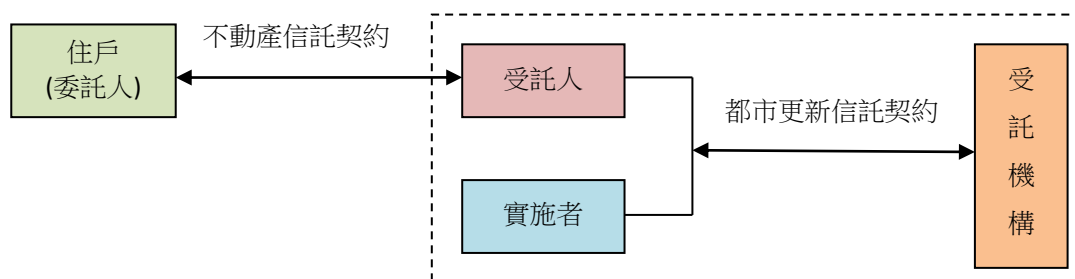 不動產信託契約
住戶
(委託人)
受託人
都市更新信託契約
實施者
受
託
機
構